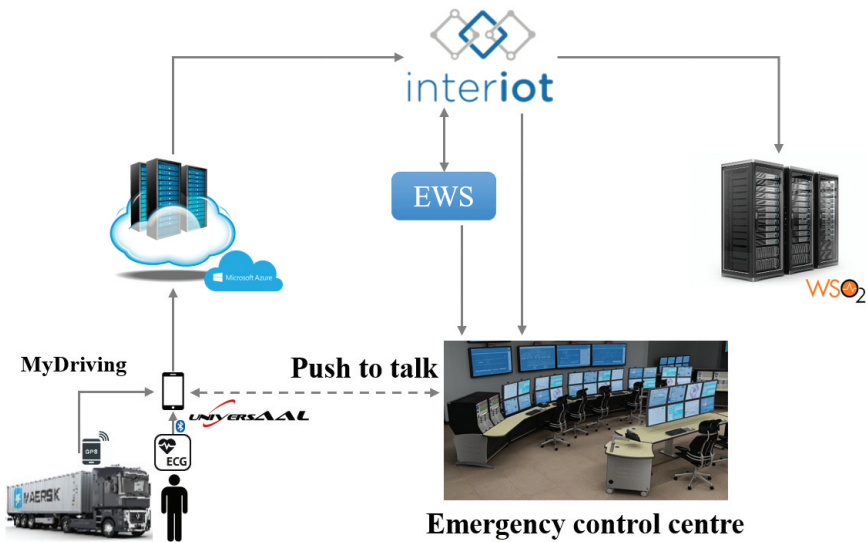 interiot
EWS
Microsoft Azure
WSO2
MyDriving
Push to talk
UNIVERSAAL
GPS
ECG
MAERSK
Emergency control centre